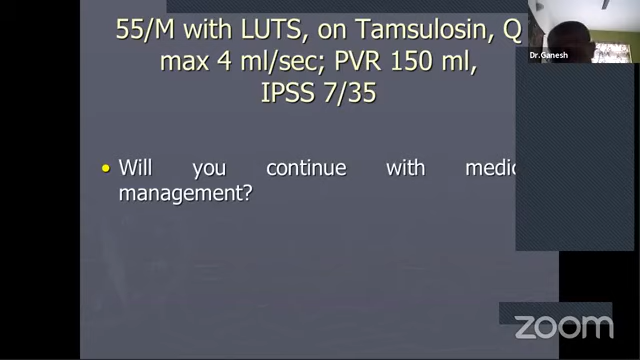 55/M with LUTS, on Tamsulosin, Q
max 4 ml/sec; PVR 150 ml,
IPSS 7/35
Dr.Ganesh
• Will you continue with
management?
zoom